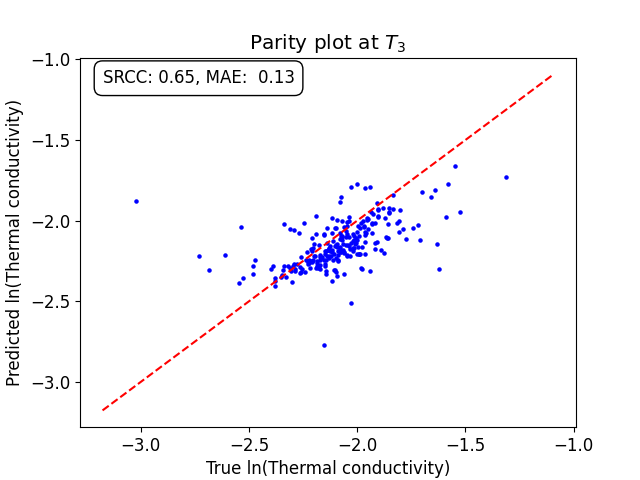 Parity plot at T₃
SRCC: 0.65, MAE:  0.13
Predicted ln(Thermal conductivity)
−1.0
−1.5
−2.0
−2.5
−3.0
−3.0 −2.5 −2.0 −1.5 −1.0
True ln(Thermal conductivity)